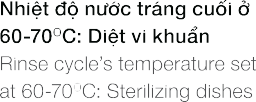 Nhiệt độ nước tráng cuối ở
60-70°C: Diệt vi khuẩn
Rinse cycle’s temperature set
at 60-70°C: Sterilizing dishes